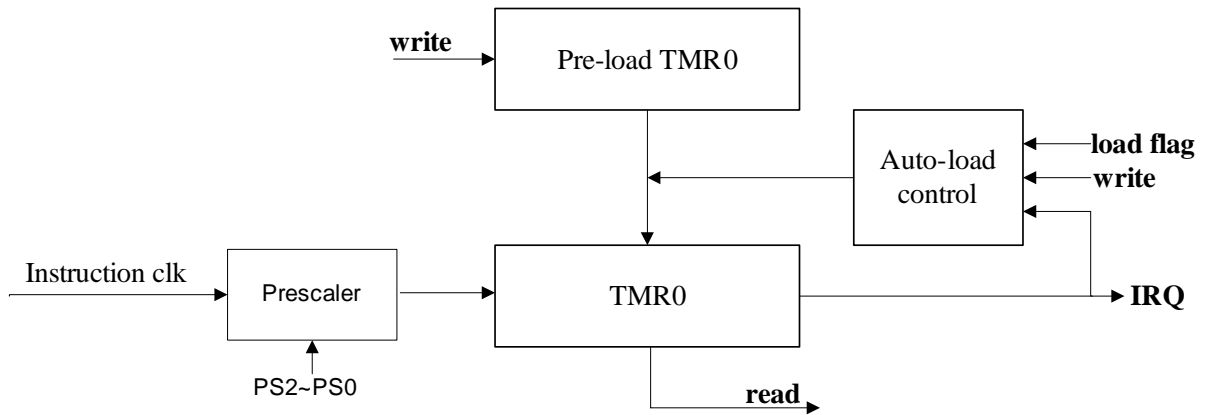 write
Pre-load TMR0
Auto-load
control
load flag
write
Instruction clk
Prescaler
TMR0
IRQ
PS2~PS0
read